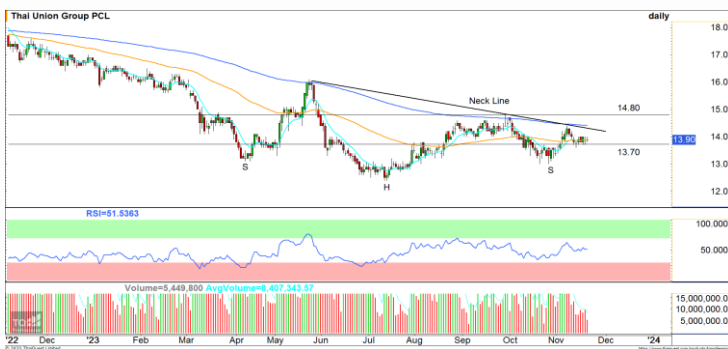 Thai Union Group PCL daily
18.0
17.0
16.0
15.0
14.0
13.0
12.0
Neck Line
14.80
13.90
13.70
S
H
S
RSI=51.5363
100.000
50.000
Volume=5,449,800 AvgVolume=8,407,343.57
15,000,000.0
10,000,000.0
5,000,000.0
'22 Dec '23 Feb Mar Apr May Jun Jul Aug Sep Oct Nov Dec '24